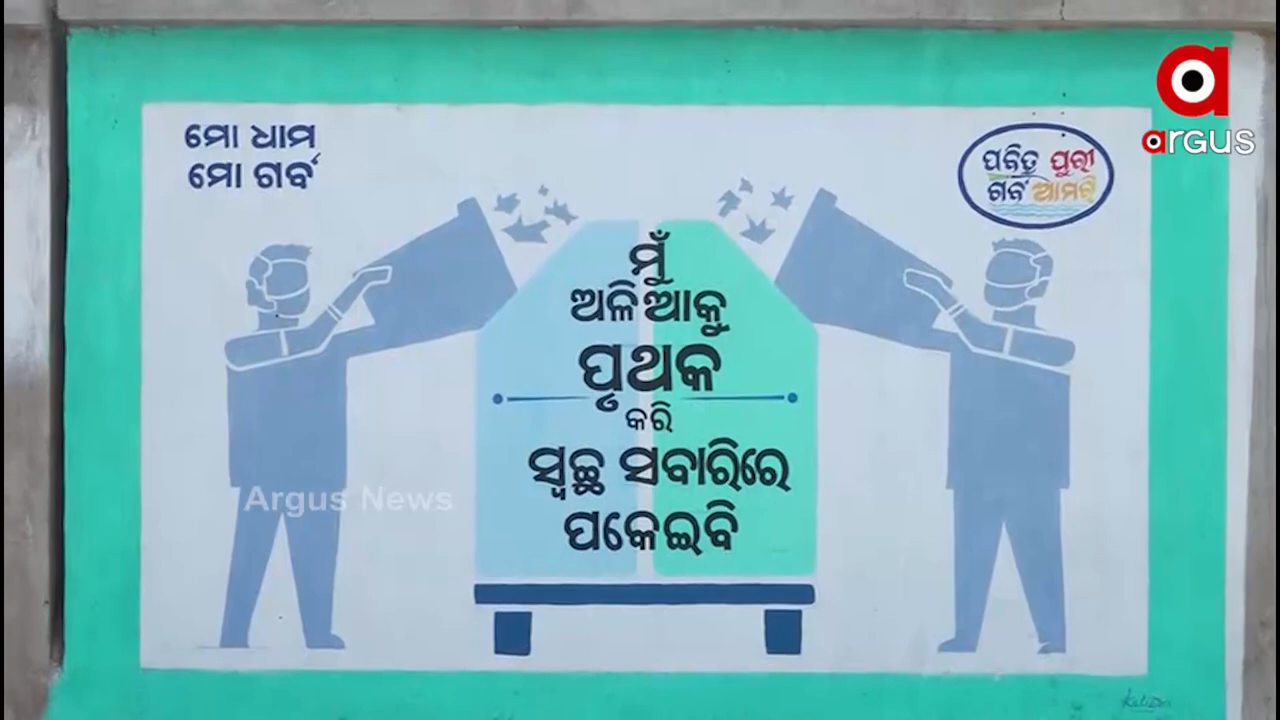 ମୋ ଧାମ
ମୋ ଗର୍ବ
ପବିତ୍ର ପୁରୀ
ଗର୍ବ ଆମରି
argus
ମୁଁ
ଅଳିଆକୁ
ପୃଥକ
କରି
ସ୍ୱଚ୍ଛ ସବାରିରେ
ପକେଇବି
Argus News